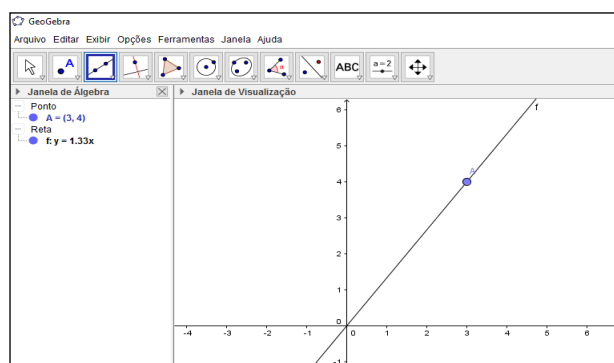 GeoGebra
Arquivo Editar Exibir Opções Ferramentas Janela Ajuda
A
α
ABC
a = 2
Janela de Álgebra
Janela de Visualização
Ponto
A = (3, 4)
Reta
f: y = 1.33x
f
6
5
A
4
3
2
1
0
-4 -3 -2 -1 0 1 2 3 4 5 6
-1